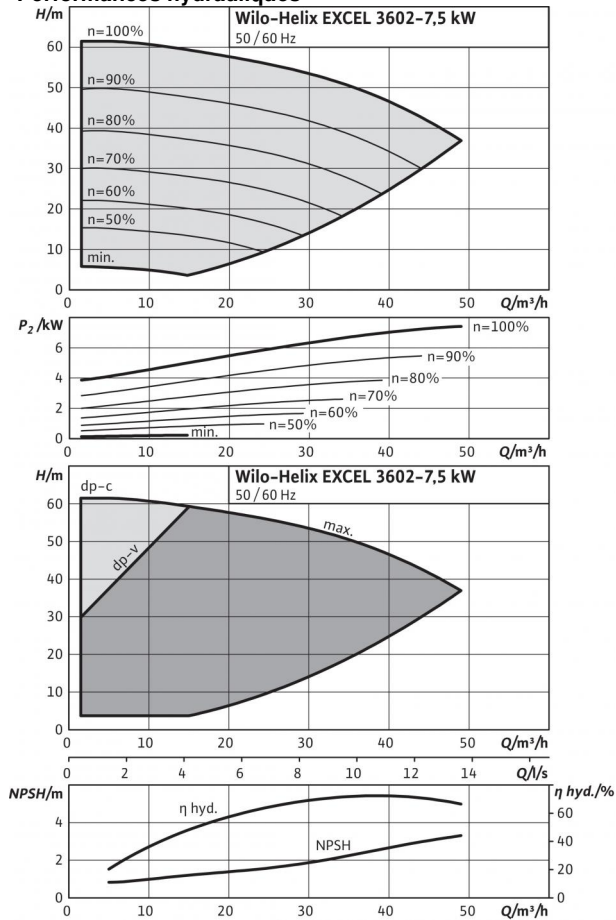 Performances hydrauliques
H/m
Wilo-Helix EXCEL 3602-7,5 kW
50 / 60 Hz
n=100%
60
n=90%
50
n=80%
40
n=70%
30
n=60%
20
n=50%
10
min.
0
0 10 20 30 40 50 Q/m³/h
P₂ /kW
n=100%
6
n=90%
4
n=80%
n=70%
2
n=60%
n=50%
min.
0
0 10 20 30 40 50 Q/m³/h
H/m
Wilo-Helix EXCEL 3602-7,5 kW
50 / 60 Hz
dp-c
60
max.
50
dp-v
40
30
20
10
0
0 10 20 30 40 50 Q/m³/h
0 2 4 6 8 10 12 14 Q/l/s
NPSH/m
η hyd./%
η hyd.
60
4
40
NPSH
2
20
0
0
0 10 20 30 40 50 Q/m³/h